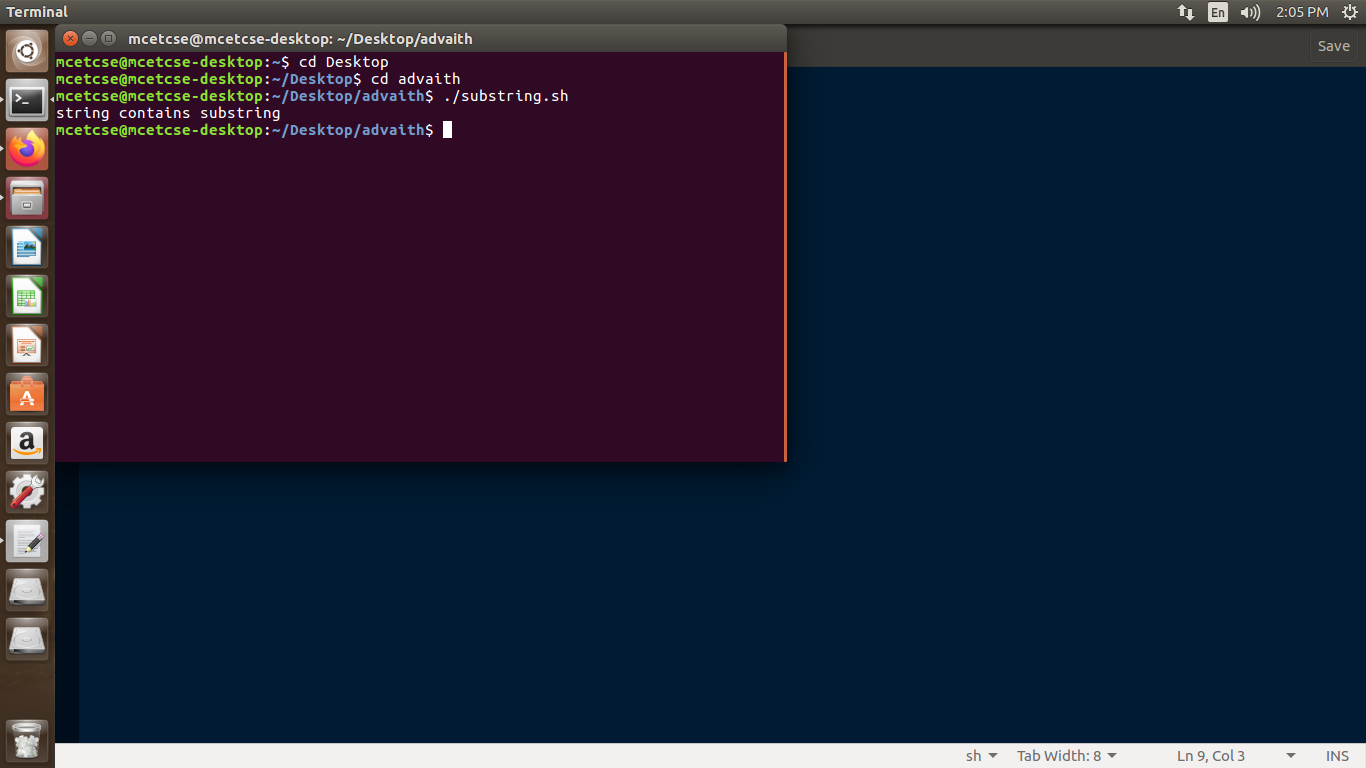 Terminal
En
2:05 PM
mcetcse@mcetcse-desktop: ~/Desktop/advaith
Save
mcetcse@mcetcse-desktop:~$ cd Desktop
mcetcse@mcetcse-desktop:~/Desktop$ cd advaith
mcetcse@mcetcse-desktop:~/Desktop/advaith$ ./substring.sh
string contains substring
mcetcse@mcetcse-desktop:~/Desktop/advaith$
sh
Tab Width: 8
Ln 9, Col 3
INS